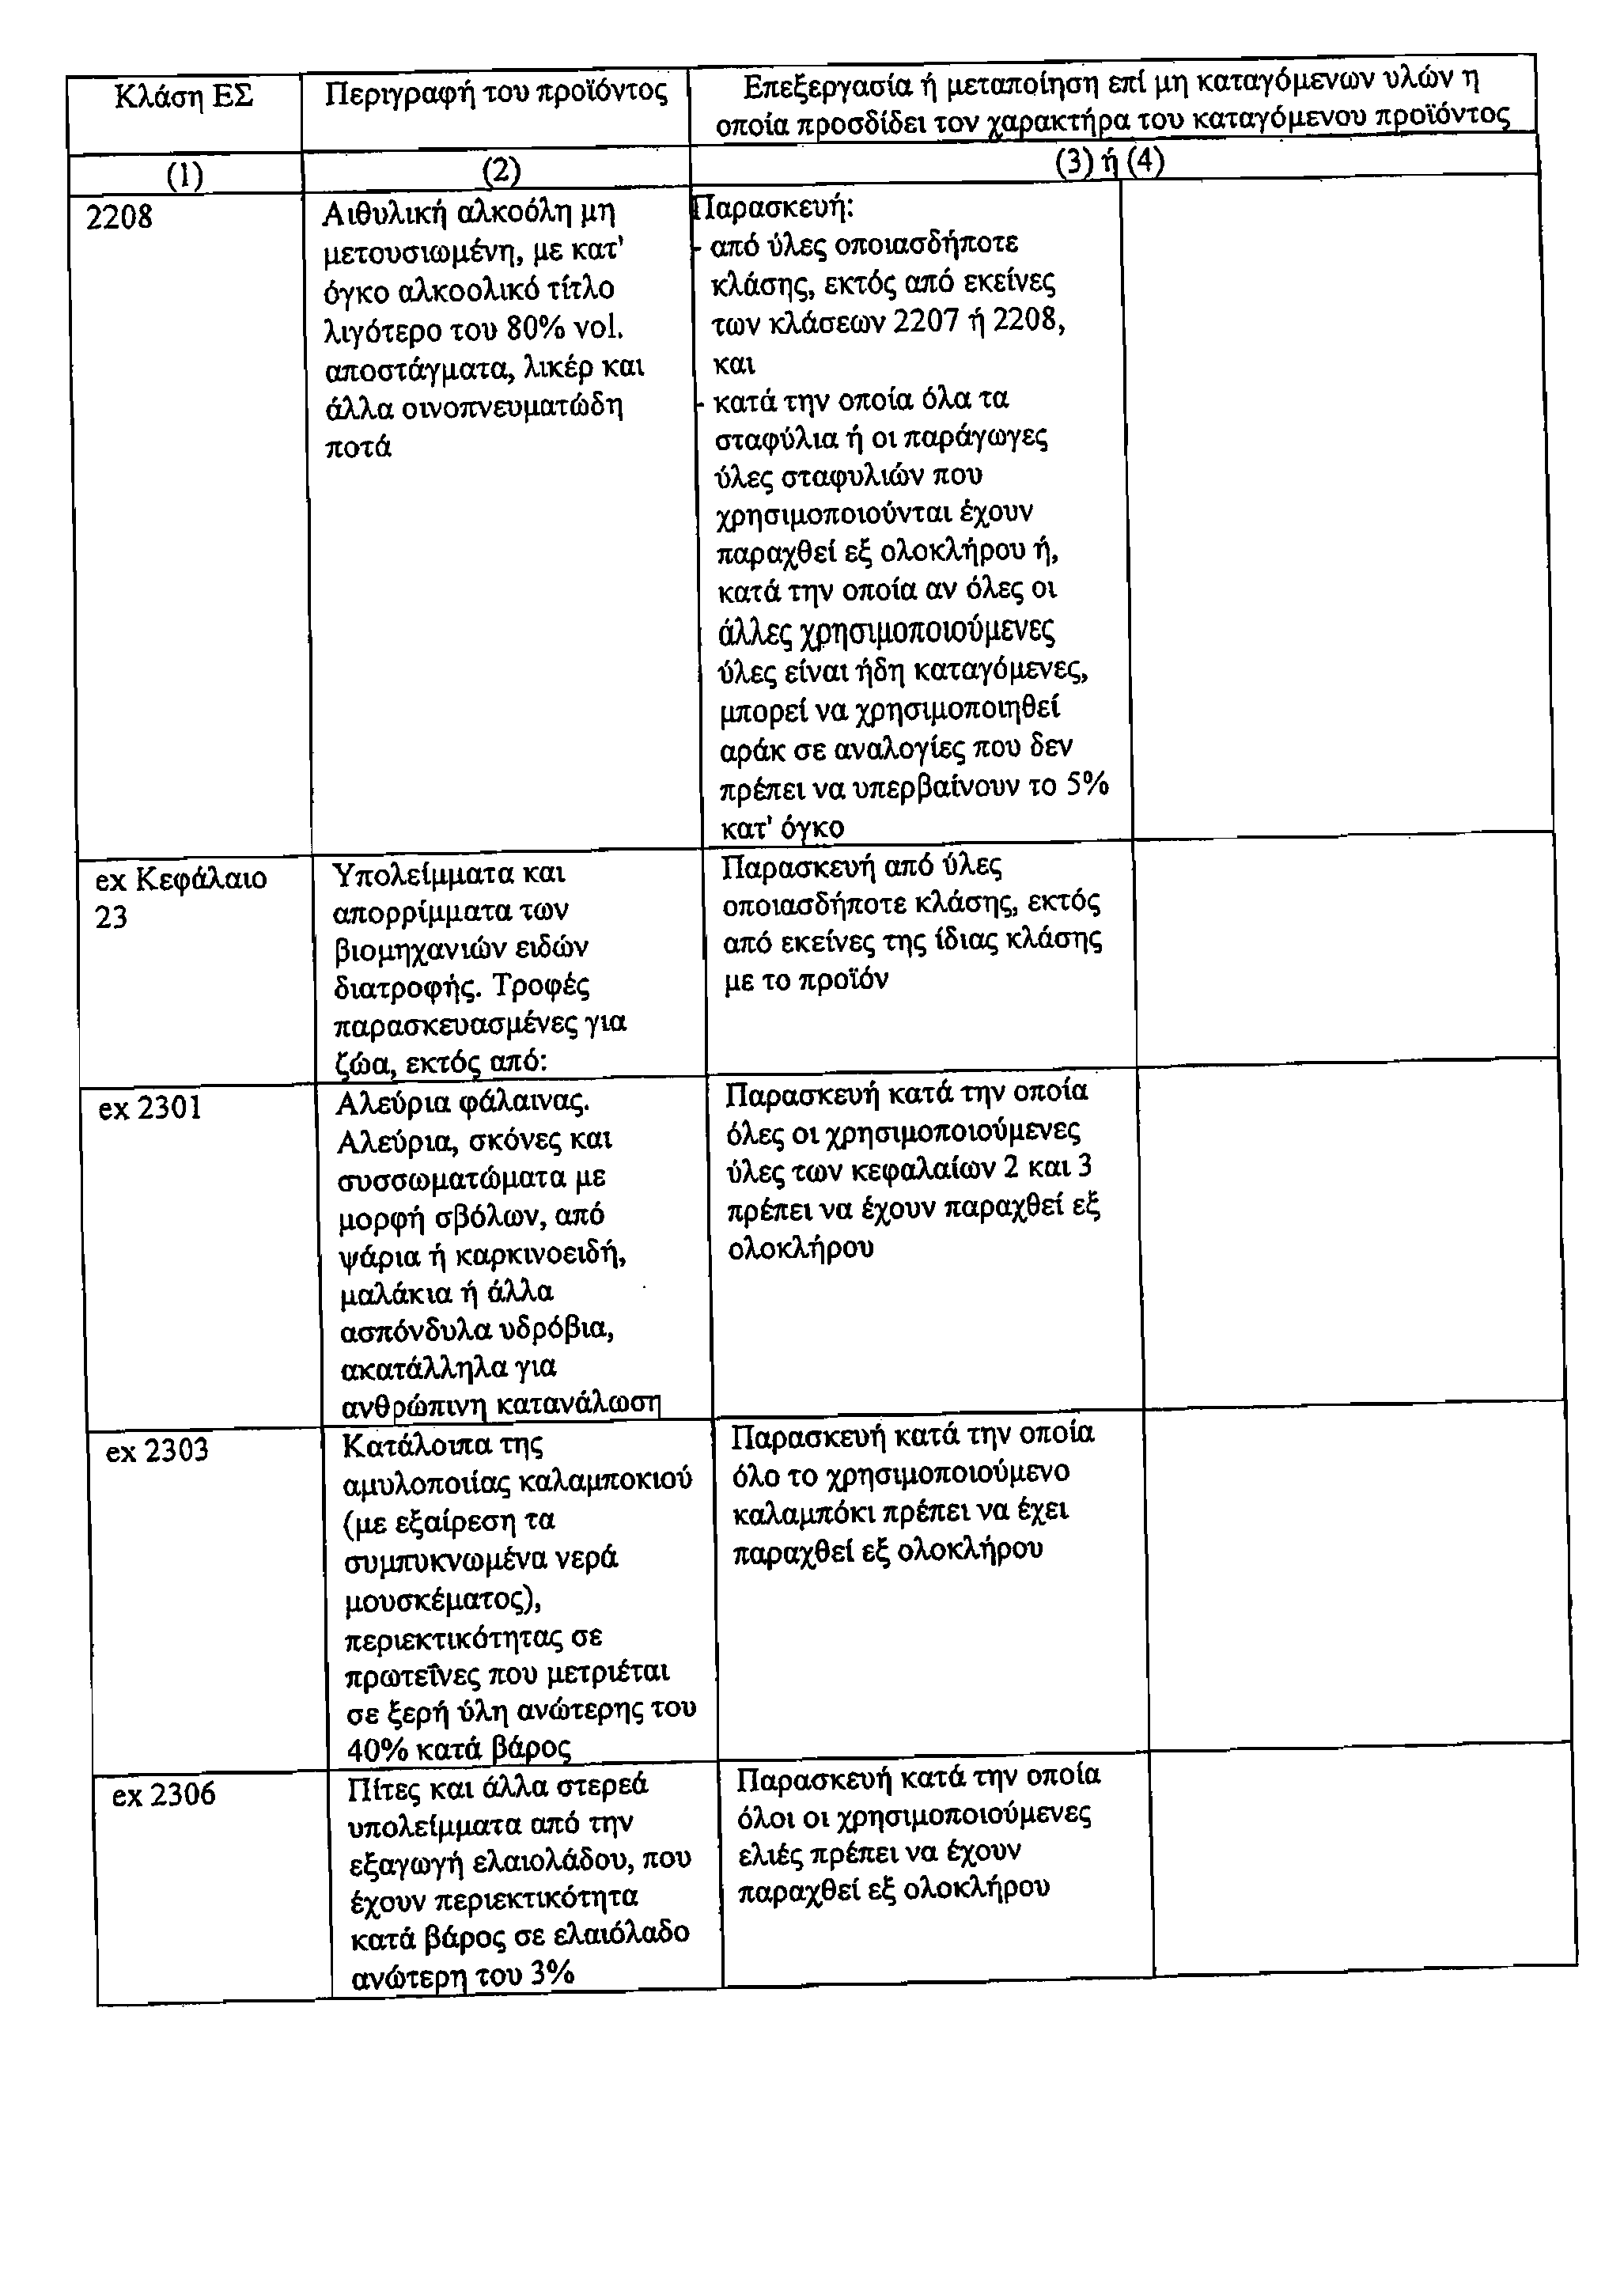 Κλάση ΕΣ
Περιγραφή του προϊόντος
Επεξεργασία ή μεταποίηση επί μη καταγόμενων υλών η
οποία προσδίδει τον χαρακτήρα του καταγόμενου προϊόντος
(1)
(2)
(3) ή (4)
2208
Αιθυλική αλκοόλη μη
μετουσιωμένη, με κατ'
όγκο αλκοολικό τίτλο
λιγότερο του 80% vol.
αποστάγματα, λικέρ και
άλλα οινοπνευματώδη
ποτά
Παρασκευή:
- από ύλες οποιασδήποτε
κλάσης, εκτός από εκείνες
των κλάσεων 2207 ή 2208,
και
- κατά την οποία όλα τα
σταφύλια ή οι παράγωγες
ύλες σταφυλιών που
χρησιμοποιούνται έχουν
παραχθεί εξ ολοκλήρου ή,
κατά την οποία αν όλες οι
άλλες χρησιμοποιούμενες
ύλες είναι ήδη καταγόμενες,
μπορεί να χρησιμοποιηθεί
αράκ σε αναλογίες που δεν
πρέπει να υπερβαίνουν το 5%
κατ' όγκο
ex Κεφάλαιο
23
Υπολείμματα και
απορρίμματα των
βιομηχανιών ειδών
διατροφής. Τροφές
παρασκευασμένες για
ζώα, εκτός από:
Παρασκευή από ύλες
οποιασδήποτε κλάσης, εκτός
από εκείνες της ίδιας κλάσης
με το προϊόν
ex 2301
Αλεύρια φάλαινας.
Αλεύρια, σκόνες και
συσσωματώματα με
μορφή σβόλων, από
ψάρια ή καρκινοειδή,
μαλάκια ή άλλα
ασπόνδυλα υδρόβια,
ακατάλληλα για
ανθρώπινη κατανάλωση
Παρασκευή κατά την οποία
όλες οι χρησιμοποιούμενες
ύλες των κεφαλαίων 2 και 3
πρέπει να έχουν παραχθεί εξ
ολοκλήρου
ex 2303
Κατάλοιπα της
αμυλοποιίας καλαμποκιού
(με εξαίρεση τα
συμπυκνωμένα νερά
μουσκέματος),
περιεκτικότητας σε
πρωτεΐνες που μετριέται
σε ξερή ύλη ανώτερης του
40% κατά βάρος
Παρασκευή κατά την οποία
όλο το χρησιμοποιούμενο
καλαμπόκι πρέπει να έχει
παραχθεί εξ ολοκλήρου
ex 2306
Πίτες και άλλα στερεά
υπολείμματα από την
εξαγωγή ελαιολάδου, που
έχουν περιεκτικότητα
κατά βάρος σε ελαιόλαδο
ανώτερη του 3%
Παρασκευή κατά την οποία
όλοι οι χρησιμοποιούμενες
ελιές πρέπει να έχουν
παραχθεί εξ ολοκλήρου